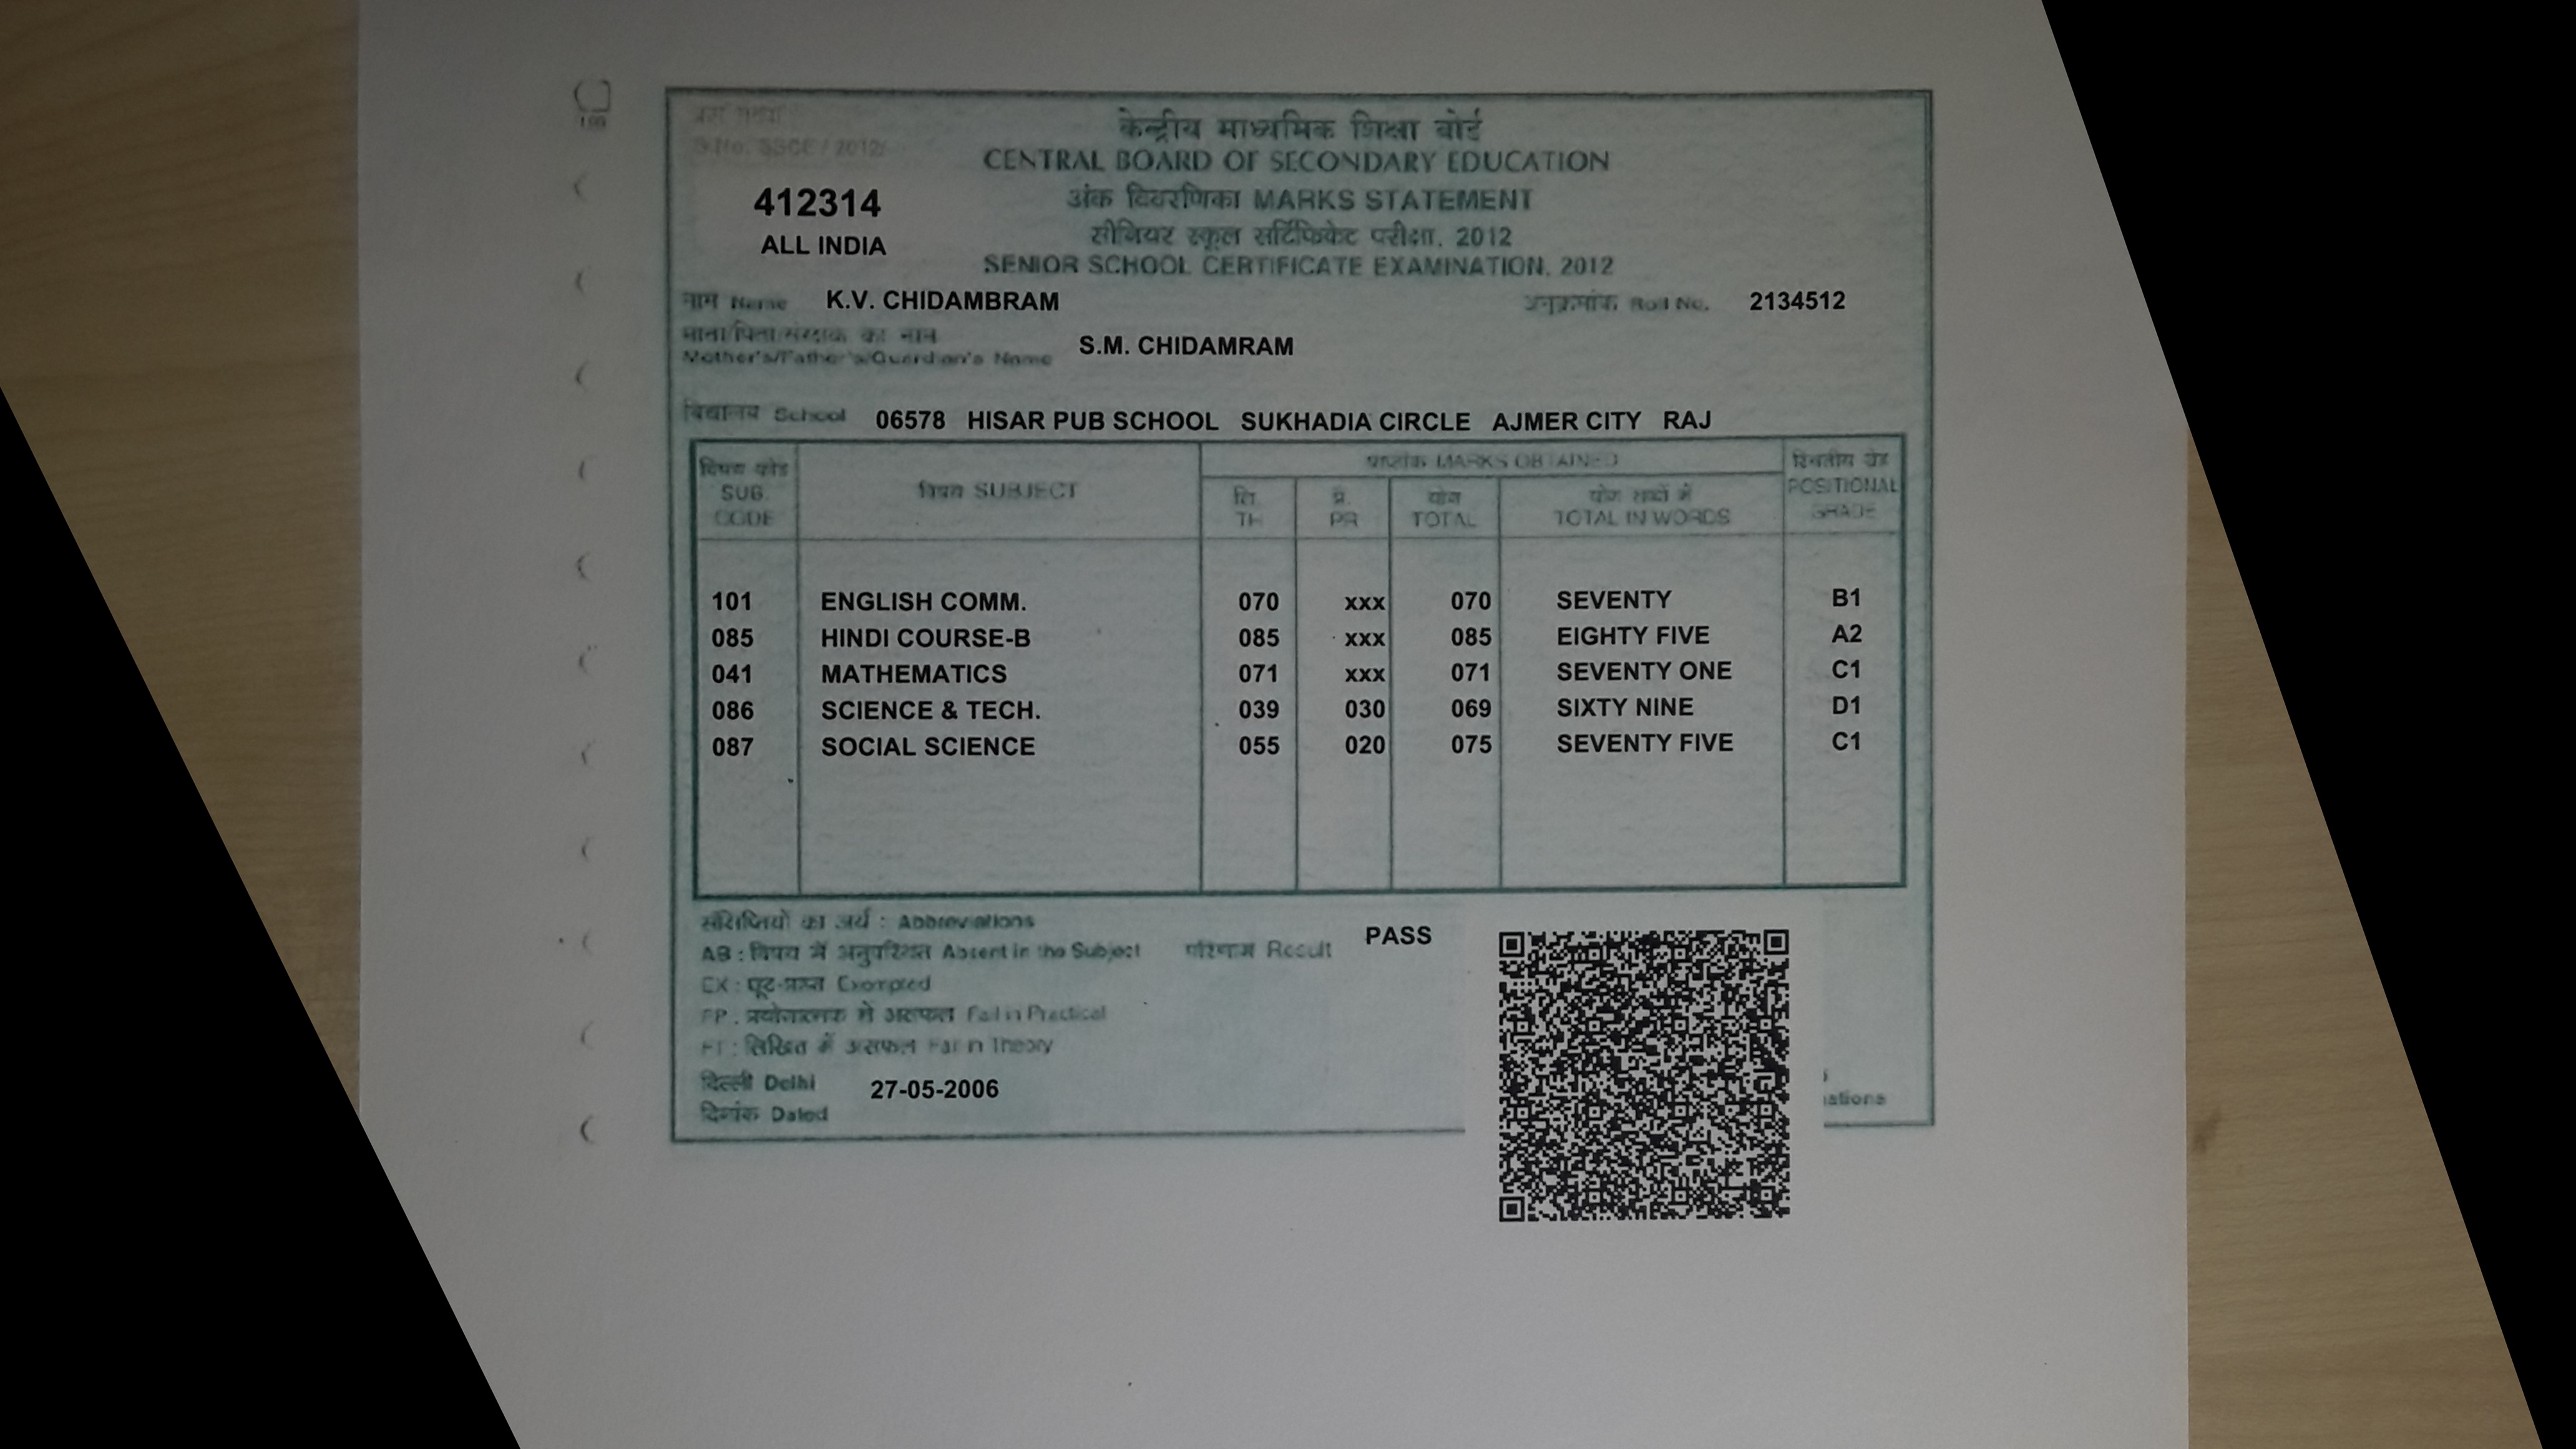 केन्द्रीय माध्यमिक शिक्षा बोर्ड
S.No. SSCE / 2012/
CENTRAL BOARD OF SECONDARY EDUCATION
412314
अंक विवरणिका MARKS STATEMENT
ALL INDIA
सीनियर स्कूल सर्टिफिकेट परीक्षा, 2012
SENIOR SCHOOL CERTIFICATE EXAMINATION, 2012
नाम Name K.V. CHIDAMBRAM अनुक्रमांक Roll No. 2134512
माता/पिता/संरक्षक का नाम
Mother's/Father's/Guardian's Name S.M. CHIDAMRAM
विद्यालय School 06578 HISAR PUB SCHOOL SUKHADIA CIRCLE AJMER CITY RAJ
विषय कोड SUB. CODE
विषय SUBJECT
प्राप्तांक MARKS OBTAINED
TH
प्रे. PR
योग TOTAL
योग शब्दों में TOTAL IN WORDS
POSITIONAL GRADE
101 ENGLISH COMM. 070 xxx 070 SEVENTY B1
085 HINDI COURSE-B 085 xxx 085 EIGHTY FIVE A2
041 MATHEMATICS 071 xxx 071 SEVENTY ONE C1
086 SCIENCE & TECH. 039 030 069 SIXTY NINE D1
087 SOCIAL SCIENCE 055 020 075 SEVENTY FIVE C1
का अर्थ : Abbreviations
AB : विषय में अनुपस्थित Absent in the Subject परिणाम Result PASS
EX : Exempted
FP : में असफल Fail in Practical
FT : लिखित में असफल Fail in Theory
दिल्ली Delhi
दिनांक Dated 27-05-2006
ations